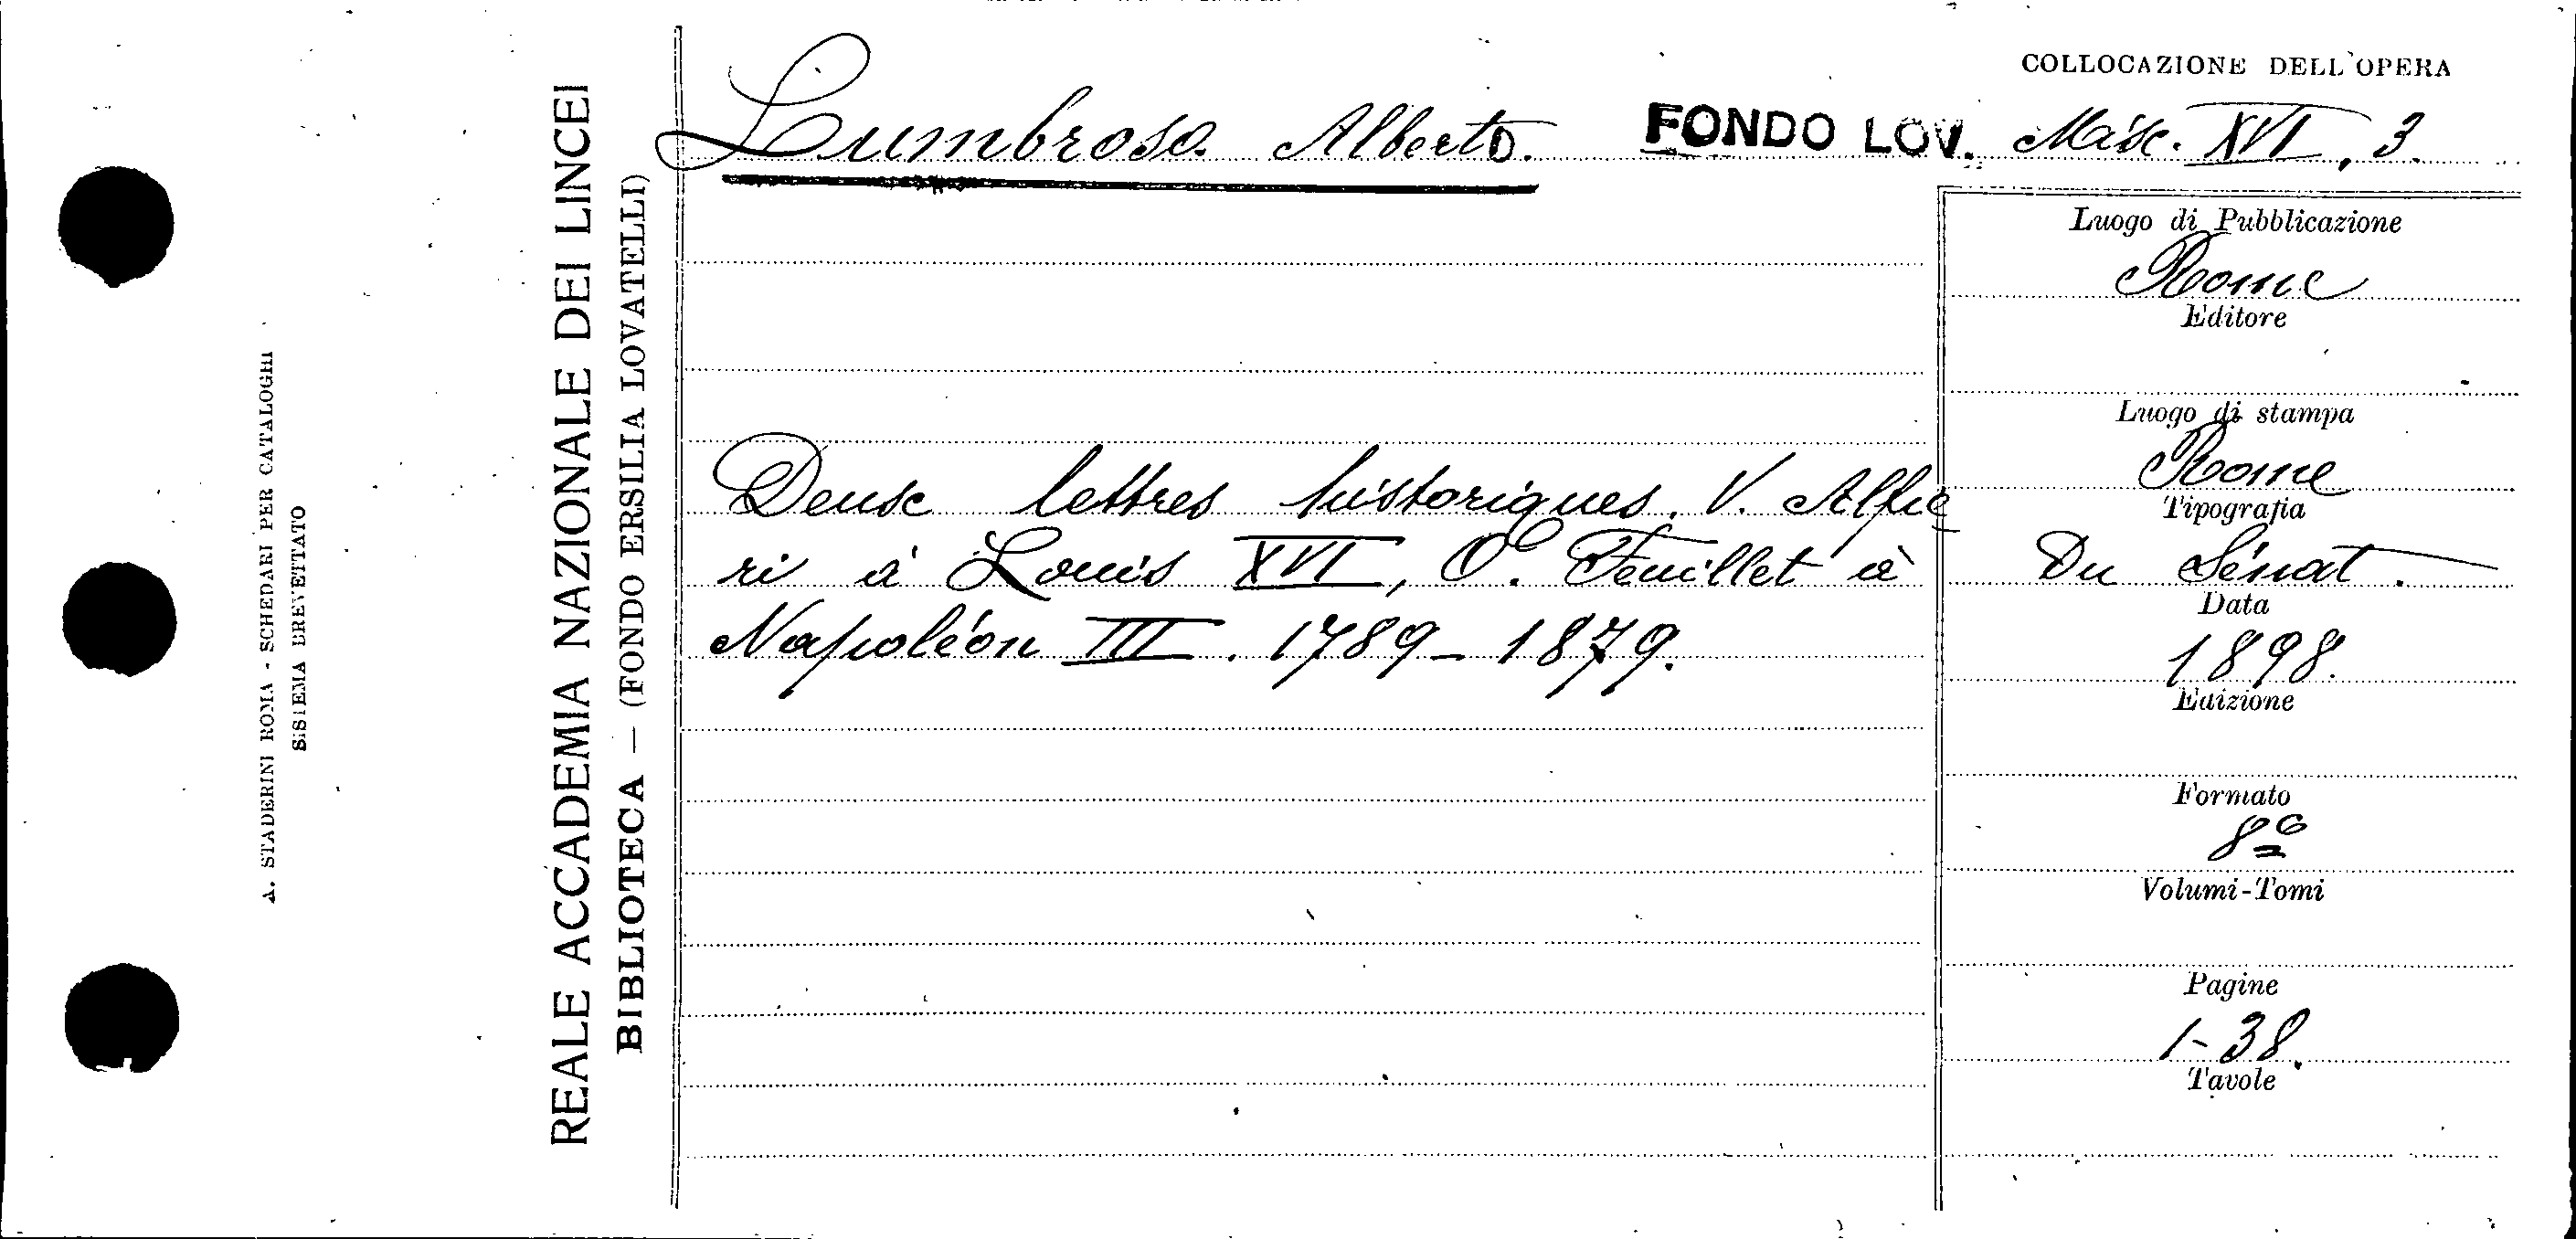 A. STADERINI ROMA - SCHEDARI PER CATALOGHI
SISTEMA BREVETTATO
REALE ACCADEMIA NAZIONALE DEI LINCEI
BIBLIOTECA — (FONDO ERSILIA LOVATELLI)
COLLOCAZIONE DELL'OPERA
Lumbroso Alberto. FONDO LOV. Misc. XVI, 3.
Deux lettres historiques. V. Alfie
ri à Louis XVI, O. Feuillet à
Napoléon III. 1789-1879.
Luogo di Pubblicazione
Rome
Editore
Luogo di stampa
Rome
Tipografia
Du Sénat.
Data
1898.
Edizione
Formato
8º
Volumi-Tomi
Pagine
1-38.
Tavole